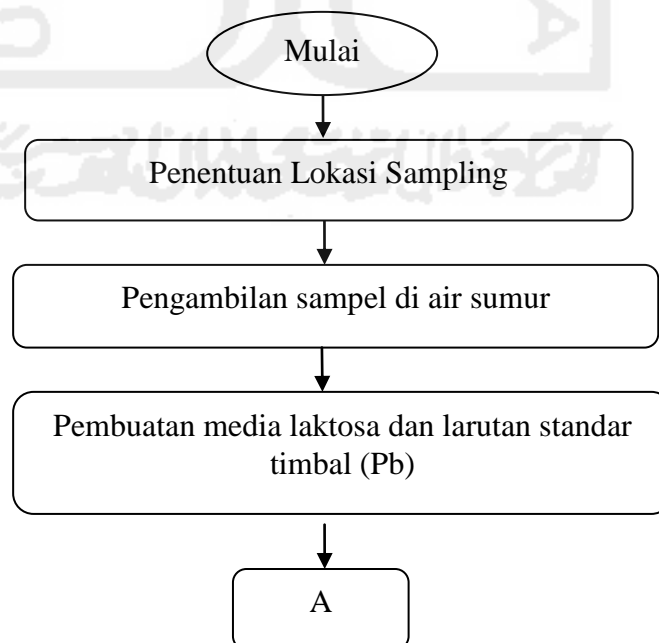 Mulai
Penentuan Lokasi Sampling
Pengambilan sampel di air sumur
Pembuatan media laktosa dan larutan standar
timbal (Pb)
A